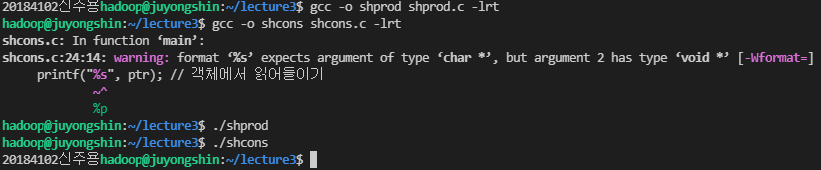 20184102신주용hadoop@juyongshin:~/lecture3$ gcc -o shprod shprod.c -lrt
hadoop@juyongshin:~/lecture3$ gcc -o shcons shcons.c -lrt
shcons.c: In function ‘main’:
shcons.c:24:14: warning: format ‘%s’ expects argument of type ‘char *’, but argument 2 has type ‘void *’ [-Wformat=]
     printf("%s", ptr); // 객체에서 읽어들이기
             ~^
             %p
hadoop@juyongshin:~/lecture3$ ./shprod
hadoop@juyongshin:~/lecture3$ ./shcons
20184102신주용hadoop@juyongshin:~/lecture3$